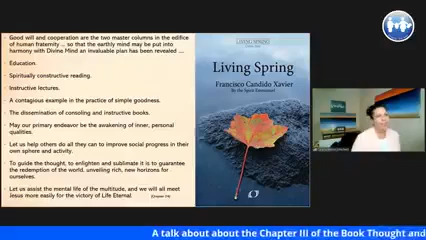 Good will and cooperation are the two master columns in the edifice
of human fraternity ... so that the earthly mind may be put into
harmony with Divine Mind an invaluable plan has been revealed ...
Education.
Spiritually constructive reading.
Instructive lectures.
A contagious example in the practice of simple goodness.
The dissemination of consoling and instructive books.
May our primary endeavor be the awakening of inner, personal
qualities.
Let us help others do all they can to improve social progress in their
own sphere and activity.
To guide the thought, to enlighten and sublimate it is to guarantee
the redemption of the world. unveiling rich, new horizons for
ourselves.
Let us assist the mental life of the multitude, and we will all meet
Jesus more easily for the victory of Life Eternal.
LIVING SPRING
Living Spring
Francisco Candido Xavier
By the Spirit Emmanuel
A talk about about the Chapter III of the Book Thought and